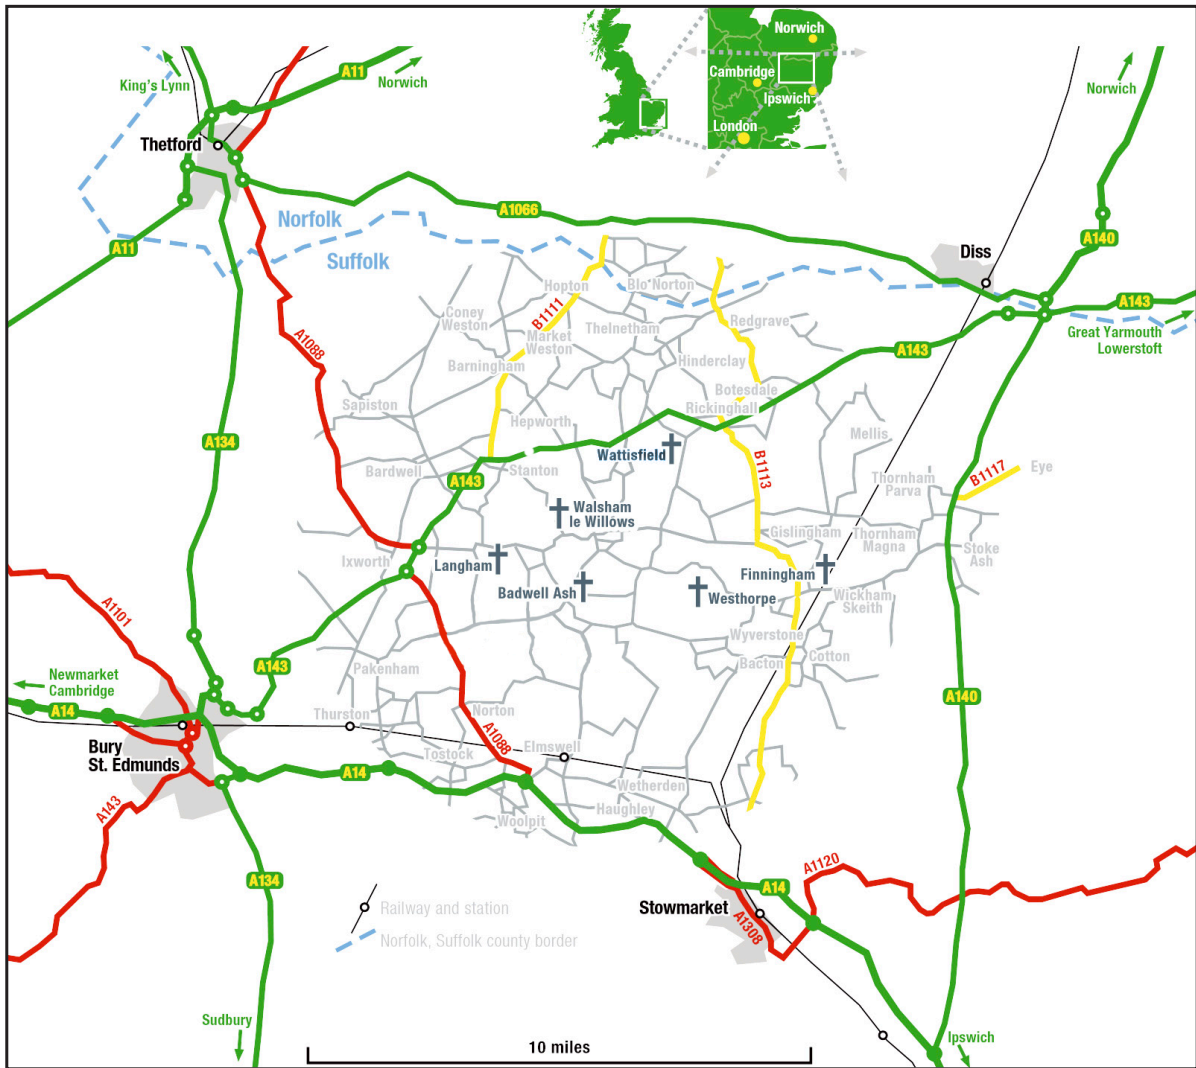 Norwich
Cambridge
Ipswich
London
King's Lynn
A11
Norwich
Norwich
Thetford
A1066
Norfolk
Suffolk
A11
Diss
A140
A143
Great Yarmouth
Lowerstoft
Hopton
Blo Norton
B1111
Coney
Weston
Thelnetham
Redgrave
Market
Weston
A1088
Barningham
Hinderclay
A143
Botesdale
Rickinghall
Sapiston
Hepworth
Mellis
A134
Wattisfield
Bardwell
Stanton
A143
B1113
B1117
Eye
Thornham
Parva
Walsham
le Willows
Gislingham
Thornham
Magna
Stoke
Ash
Ixworth
Langham
Finningham
Badwell Ash
Westhorpe
Wickham
Skeith
A1101
Wyverstone
Bacton
Cotton
A143
Pakenham
Newmarket
Cambridge
A14
A140
Thurston
Norton
A1088
Elmswell
Tostock
Bury
St. Edmunds
A14
Wetherden
Haughley
Woolpit
A143
A134
A1120
A14
Stowmarket
A1308
Railway and station
Norfolk, Suffolk county border
Sudbury
Ipswich
10 miles